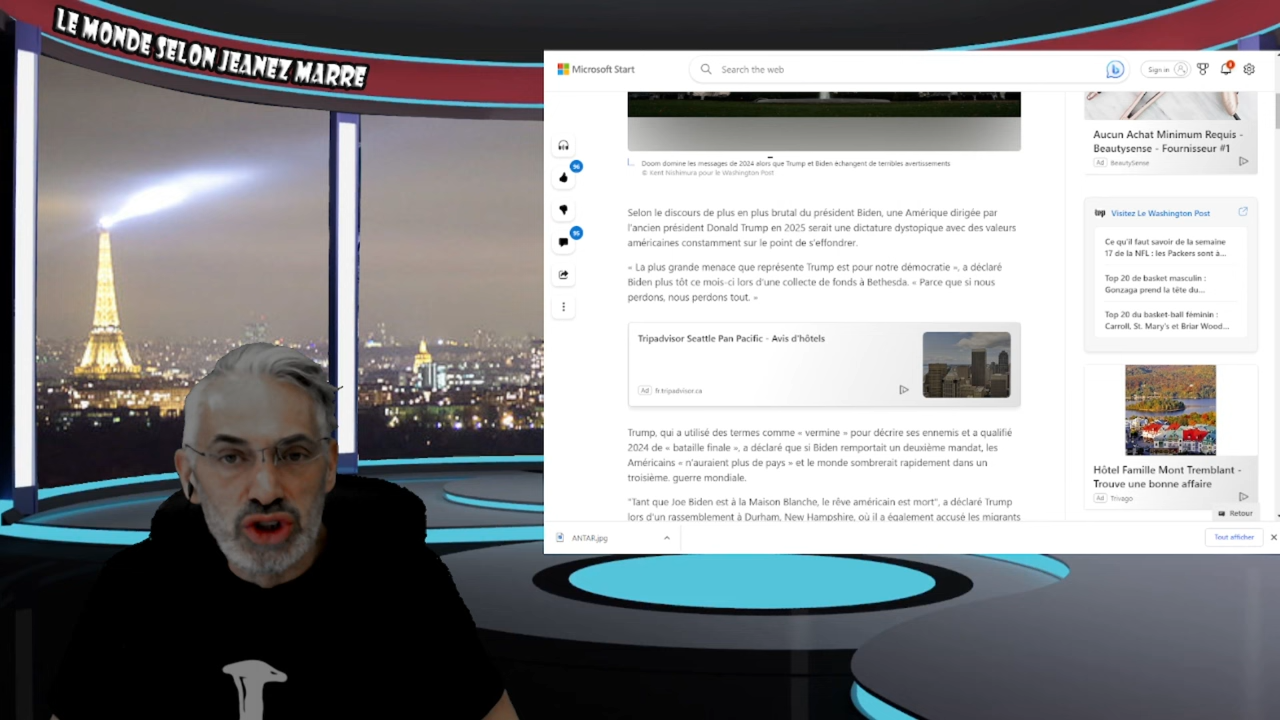 LE MONDE SELON JEANEZ MARRE
Microsoft Start
Search the web
Sign in
Doom domine les messages de 2024 alors que Trump et Biden échangent de terribles avertissements
© Kent Nishimura pour le Washington Post
96
95
Selon le discours de plus en plus brutal du président Biden, une Amérique dirigée par
l'ancien président Donald Trump en 2025 serait une dictature dystopique avec des valeurs
américaines constamment sur le point de s'effondrer.
« La plus grande menace que représente Trump est pour notre démocratie », a déclaré
Biden plus tôt ce mois-ci lors d'une collecte de fonds à Bethesda. « Parce que si nous
perdons, nous perdons tout. »
Tripadvisor Seattle Pan Pacific - Avis d'hôtels
Ad fr.tripadvisor.ca
Trump, qui a utilisé des termes comme « vermine » pour décrire ses ennemis et a qualifié
2024 de « bataille finale », a déclaré que si Biden remportait un deuxième mandat, les
Américains « n'auraient plus de pays » et le monde sombrerait rapidement dans un
troisième. guerre mondiale.
"Tant que Joe Biden est à la Maison Blanche, le rêve américain est mort", a déclaré Trump
lors d'un rassemblement à Durham, New Hampshire, où il a également accusé les migrants
Aucun Achat Minimum Requis -
Beautysense - Fournisseur #1
Ad BeautySense
wp Visitez Le Washington Post
Ce qu'il faut savoir de la semaine
17 de la NFL : les Packers sont à...
Top 20 de basket masculin :
Gonzaga prend la tête du...
Top 20 du basket-ball féminin :
Carroll, St. Mary's et Briar Wood...
Hôtel Famille Mont Tremblant -
Trouve une bonne affaire
Ad Trivago
Retour
ANTAR.jpg
Tout afficher